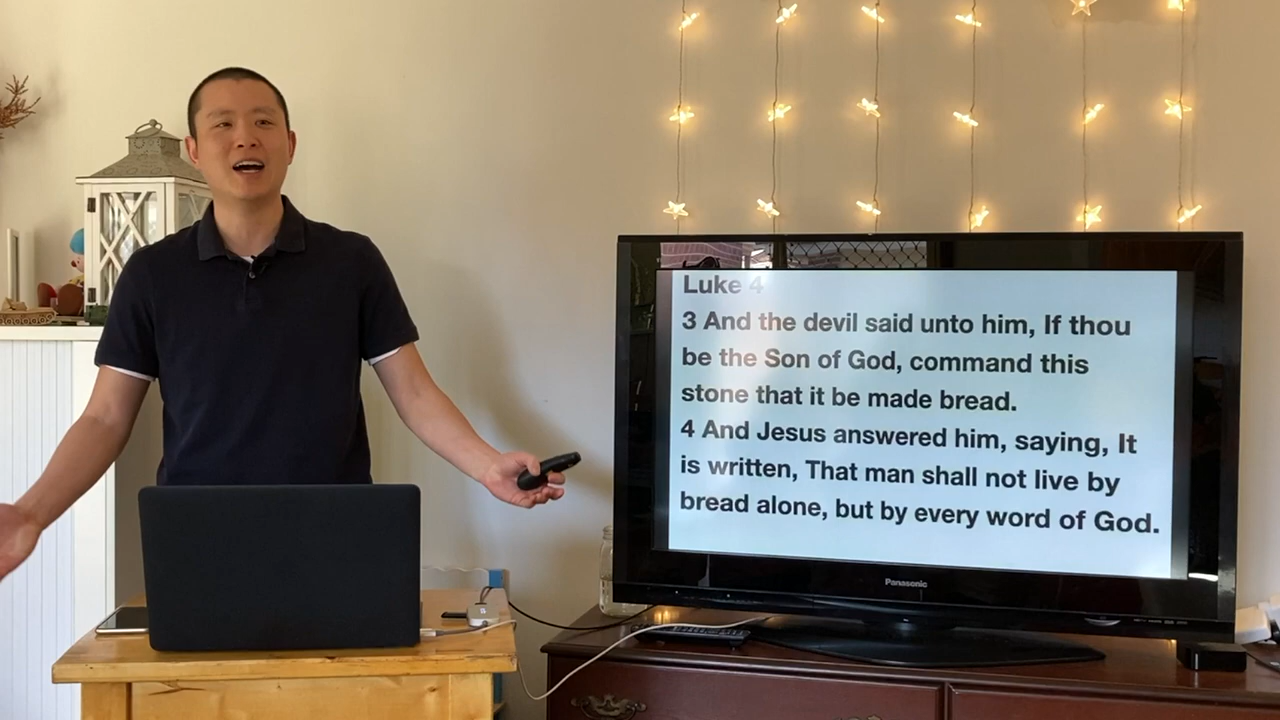 Luke 4
3 And the devil said unto him, If thou
be the Son of God, command this
stone that it be made bread.
4 And Jesus answered him, saying, It
is written, That man shall not live by
bread alone, but by every word of God.
Panasonic